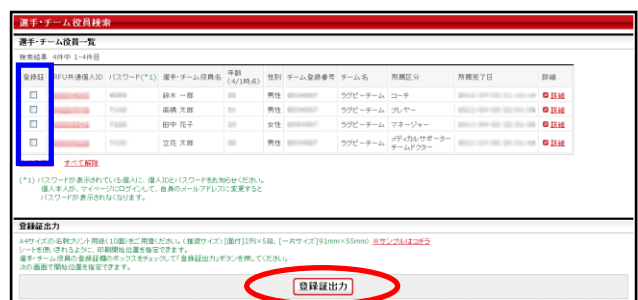 選手・チーム役員検索
選手・チーム役員一覧
検索結果 4件中 1-4件目
登録証 RFU共通個人ID パスワード(*1) 選手・チーム役員名 年齢(4/1時点) 性別 チーム登録番号 チーム名 所属区分 所属完了日 詳細
鈴木 一郎 男性 ラグビーチーム コーチ 詳細
高橋 太郎 男性 ラグビーチーム プレヤー 詳細
田中 花子 女性 ラグビーチーム マネージャー 詳細
立花 太郎 男性 ラグビーチーム メディカルサポーター 詳細
チームドクター
すべて解除
(*1) パスワードが表示されている個人に、個人IDとパスワードをお知らせください。
個人本人が、マイページにログインして、自身のメールアドレスに変更すると
パスワードが表示されなくなります。
登録証出力
A4サイズの名刺プリント用紙(10面)をご用意ください。(推奨サイズ:[面付]2列×5段、[一片サイズ]91mm×55mm) ※サンプルはコチラ
シートを使いきれるように、印刷開始位置を指定できます。
選手・チーム役員の登録証欄のボックスをチェックして「登録証出力」ボタンを押してください。
次の画面で開始位置を指定できます。
登録証出力